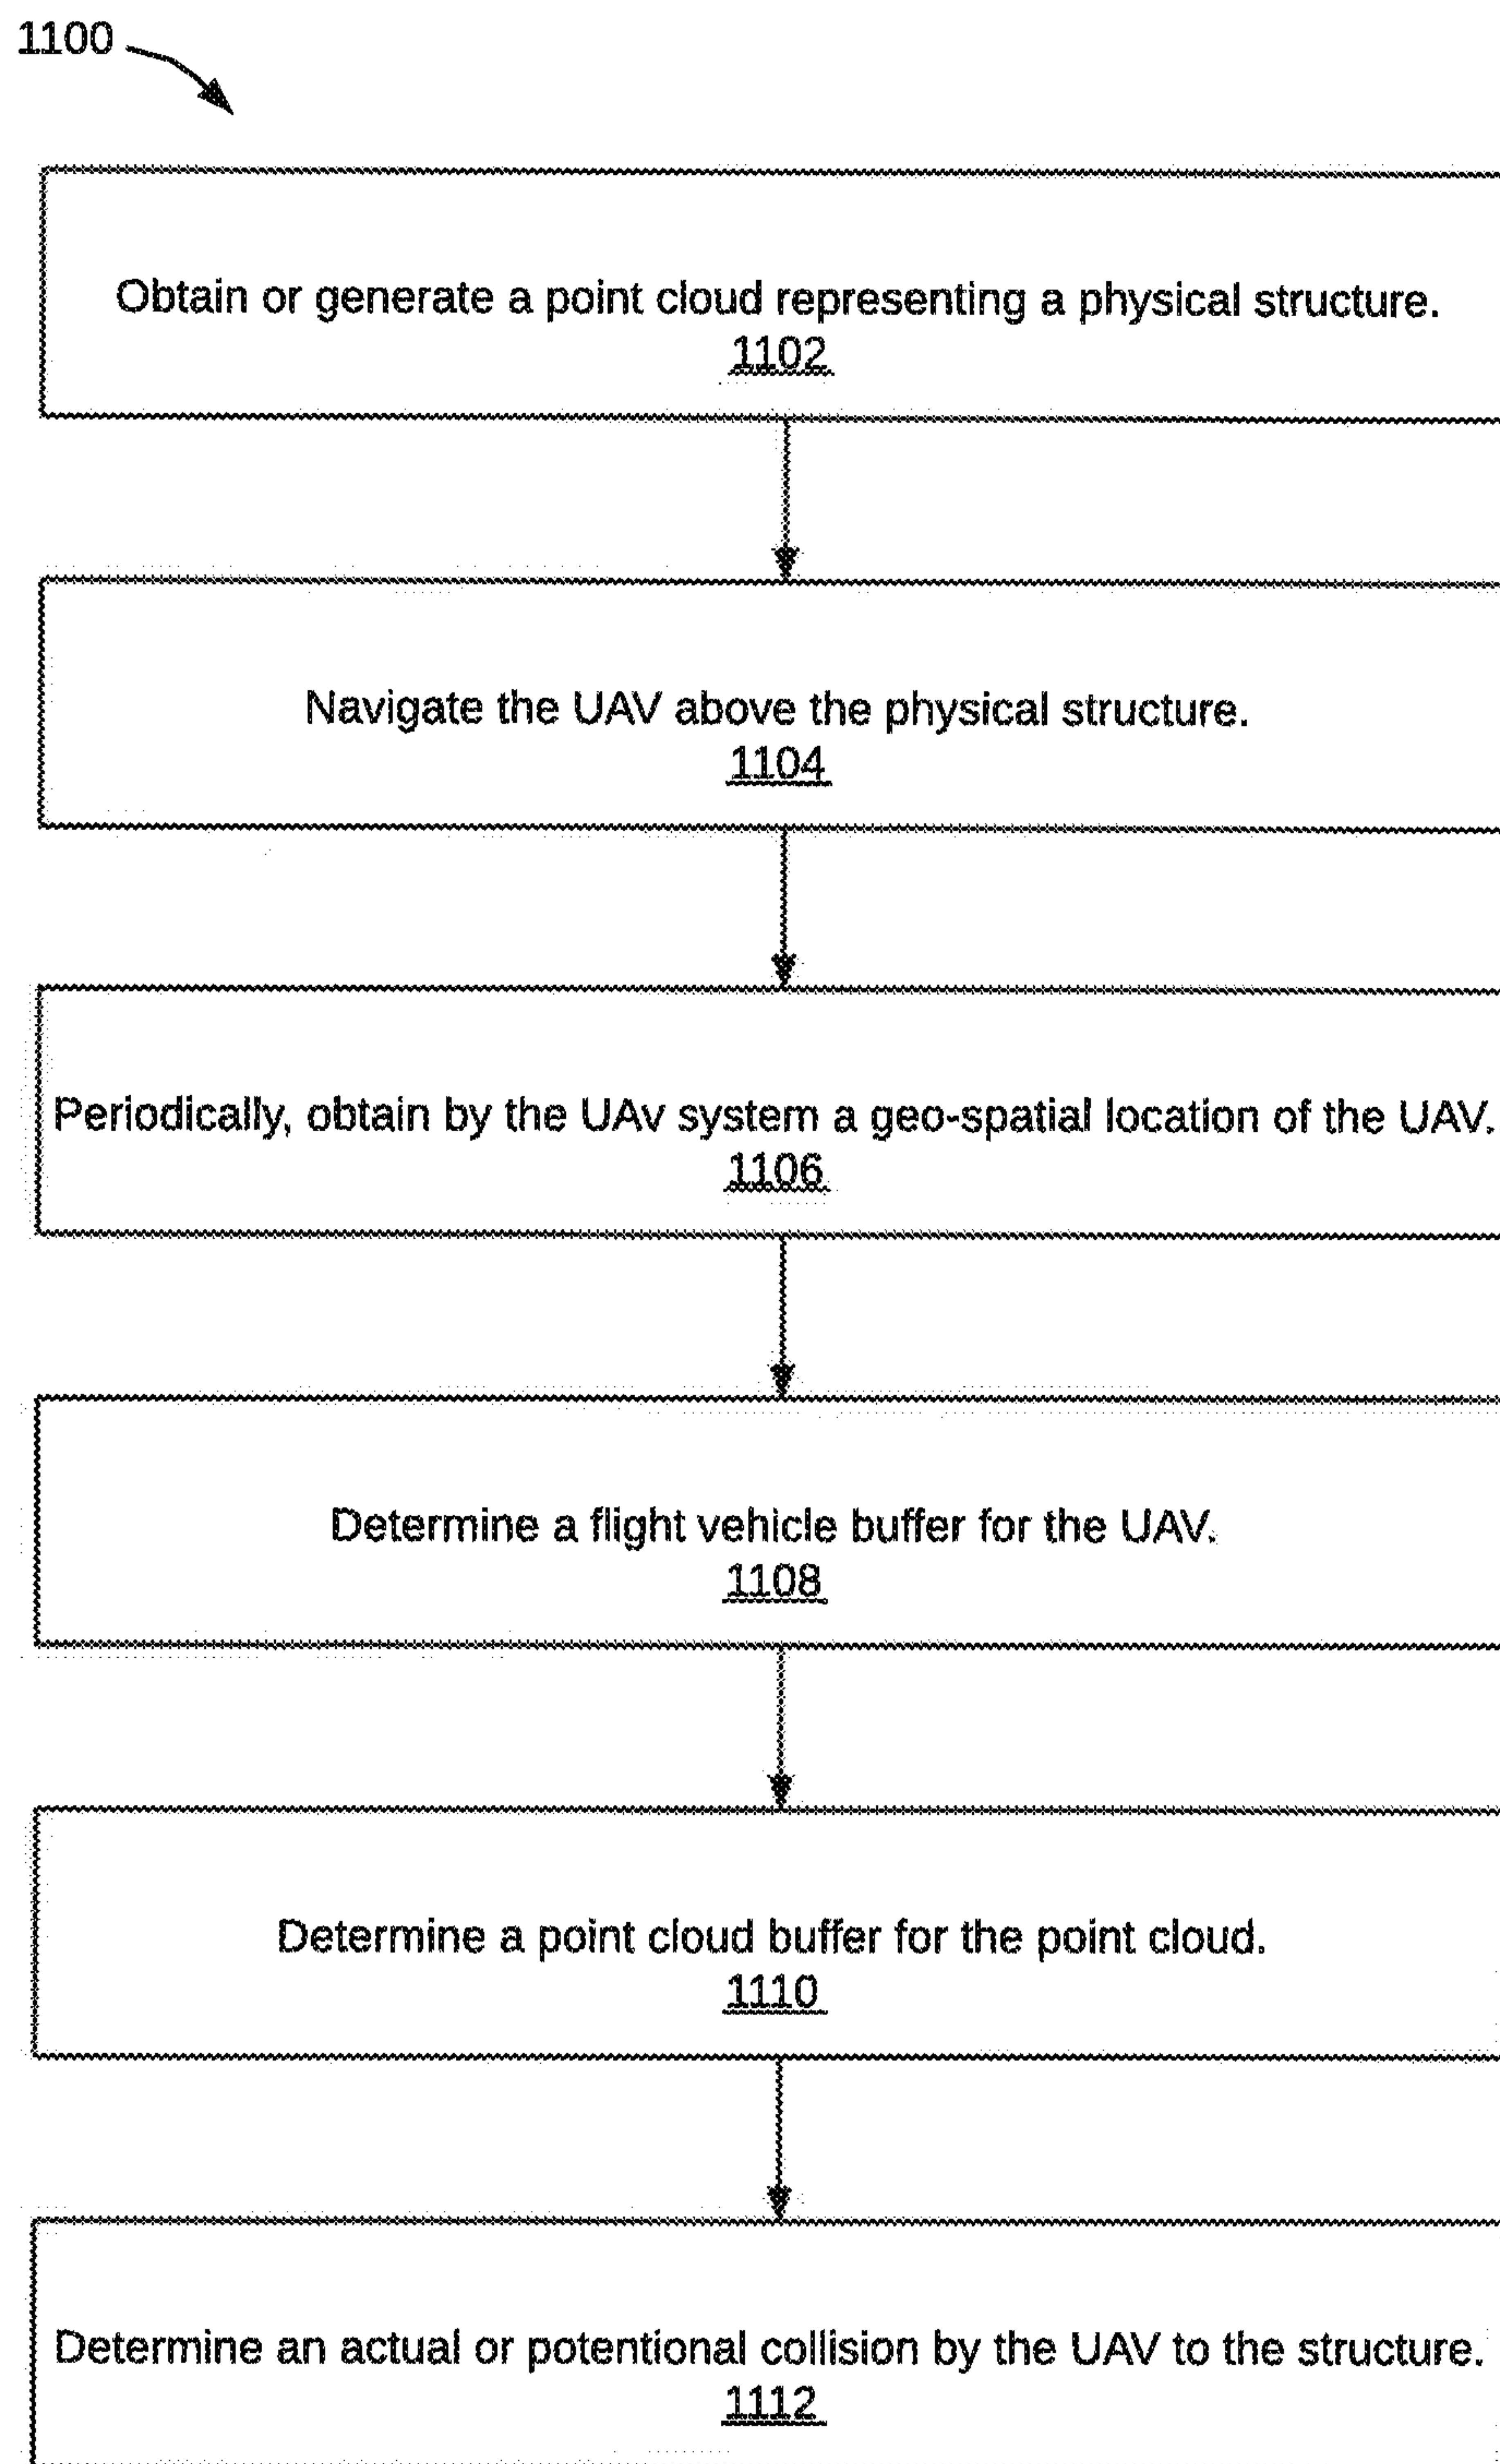 1100
Obtain or generate a point cloud representing a physical structure.
1102
Navigate the UAV above the physical structure.
1104
Periodically, obtain by the UAv system a geo-spatial location of the UAV.
1106
Determine a flight vehicle buffer for the UAV.
1108
Determine a point cloud buffer for the point cloud.
1110
Determine an actual or potential collision by the UAV to the structure.
1112